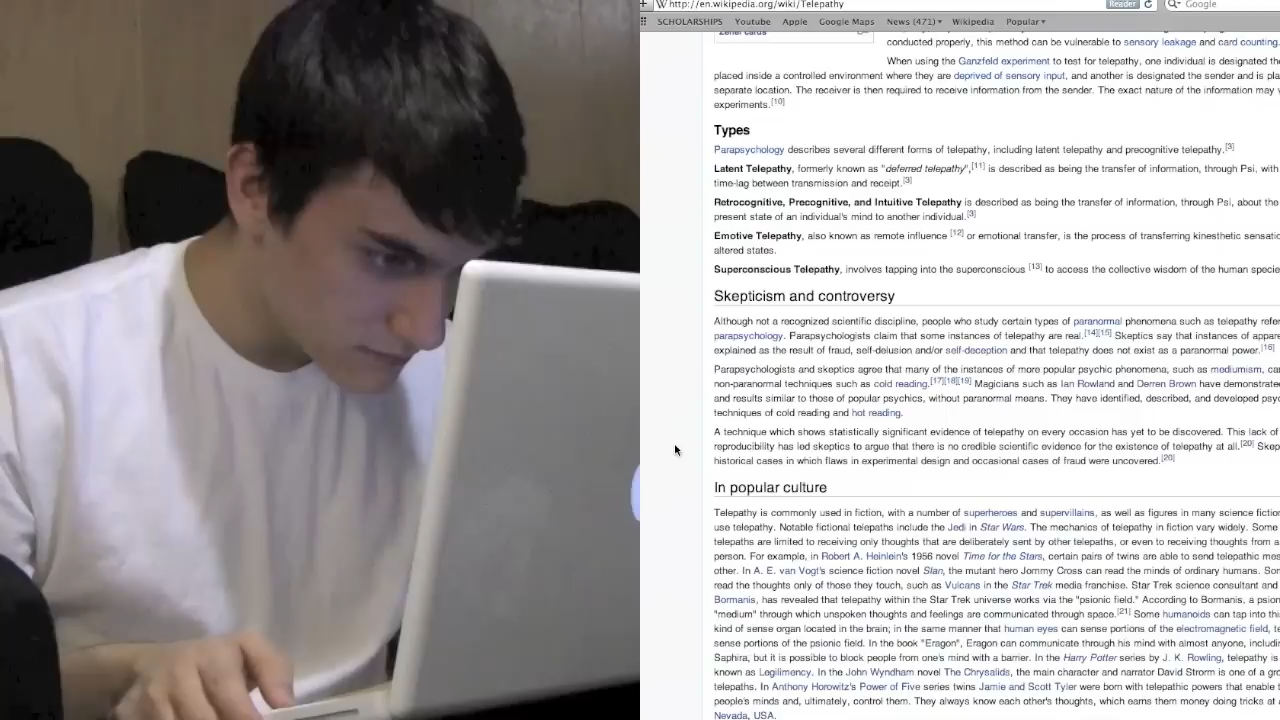 http://en.wikipedia.org/wiki/Telepathy Reader Google
SCHOLARSHIPS Youtube Apple Google Maps News (471) Wikipedia Popular
Zener cards
conducted properly, this method can be vulnerable to sensory leakage and card counting.
When using the Ganzfeld experiment to test for telepathy, one individual is designated the
placed inside a controlled environment where they are deprived of sensory input, and another is designated the sender and is pla
separate location. The receiver is then required to receive information from the sender. The exact nature of the information may v
experiments.[10]
Types
Parapsychology describes several different forms of telepathy, including latent telepathy and precognitive telepathy.[3]
Latent Telepathy, formerly known as "deferred telepathy",[11] is described as being the transfer of information, through Psi, with
time-lag between transmission and receipt.[3]
Retrocognitive, Precognitive, and Intuitive Telepathy is described as being the transfer of information, through Psi, about the
present state of an individual's mind to another individual.[3]
Emotive Telepathy, also known as remote influence [12] or emotional transfer, is the process of transferring kinesthetic sensatio
altered states.
Superconscious Telepathy, involves tapping into the superconscious [13] to access the collective wisdom of the human specie
Skepticism and controversy
Although not a recognized scientific discipline, people who study certain types of paranormal phenomena such as telepathy refer
parapsychology. Parapsychologists claim that some instances of telepathy are real.[14][15] Skeptics say that instances of appare
explained as the result of fraud, self-delusion and/or self-deception and that telepathy does not exist as a paranormal power.[16]
Parapsychologists and skeptics agree that many of the instances of more popular psychic phenomena, such as mediumism, ca
non-paranormal techniques such as cold reading.[17][18][19] Magicians such as Ian Rowland and Derren Brown have demonstrate
and results similar to those of popular psychics, without paranormal means. They have identified, described, and developed psyc
techniques of cold reading and hot reading.
A technique which shows statistically significant evidence of telepathy on every occasion has yet to be discovered. This lack of
reproducibility has led skeptics to argue that there is no credible scientific evidence for the existence of telepathy at all.[20] Skep
historical cases in which flaws in experimental design and occasional cases of fraud were uncovered.[20]
In popular culture
Telepathy is commonly used in fiction, with a number of superheroes and supervillains, as well as figures in many science fiction
use telepathy. Notable fictional telepaths include the Jedi in Star Wars. The mechanics of telepathy in fiction vary widely. Some
telepaths are limited to receiving only thoughts that are deliberately sent by other telepaths, or even to receiving thoughts from a
person. For example, in Robert A. Heinlein's 1956 novel Time for the Stars, certain pairs of twins are able to send telepathic mes
other. In A. E. van Vogt's science fiction novel Slan, the mutant hero Jommy Cross can read the minds of ordinary humans. Som
read the thoughts only of those they touch, such as Vulcans in the Star Trek media franchise. Star Trek science consultant and
Bormanis, has revealed that telepathy within the Star Trek universe works via the "psionic field." According to Bormanis, a psion
"medium" through which unspoken thoughts and feelings are communicated through space.[21] Some humanoids can tap into thi
kind of sense organ located in the brain; in the same manner that human eyes can sense portions of the electromagnetic field, te
sense portions of the psionic field. In the book "Eragon", Eragon can communicate through his mind with almost anyone, includin
Saphira, but it is possible to block people from one's mind with a barrier. In the Harry Potter series by J. K. Rowling, telepathy is
known as Legilimency. In the John Wyndham novel The Chrysalids, the main character and narrator David Strorm is one of a gro
telepaths. In Anthony Horowitz's Power of Five series twins Jamie and Scott Tyler were born with telepathic powers that enable t
people's minds and, ultimately, control them. They always know each other's thoughts, which earns them money doing tricks at a
Nevada, USA.